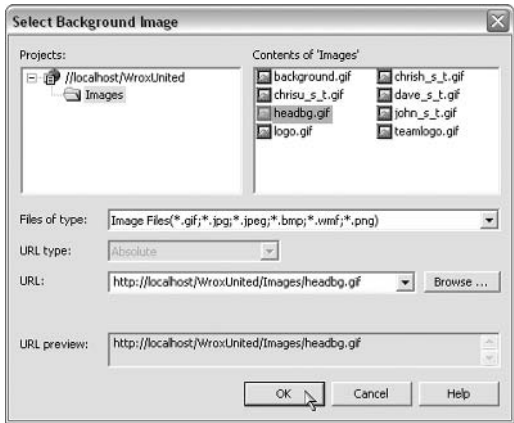 Select Background Image
Projects:
//localhost/WroxUnited
Images
Contents of 'Images'
background.gif
chrisu_s_t.gif
headbg.gif
logo.gif
chrish_s_t.gif
dave_s_t.gif
john_s_t.gif
teamlogo.gif
Files of type: Image Files(*.gif;*.jpg;*.jpeg;*.bmp;*.wmf;*.png)
URL type: Absolute
URL: http://localhost/WroxUnited/Images/headbg.gif Browse ...
URL preview: http://localhost/WroxUnited/Images/headbg.gif
OK Cancel Help